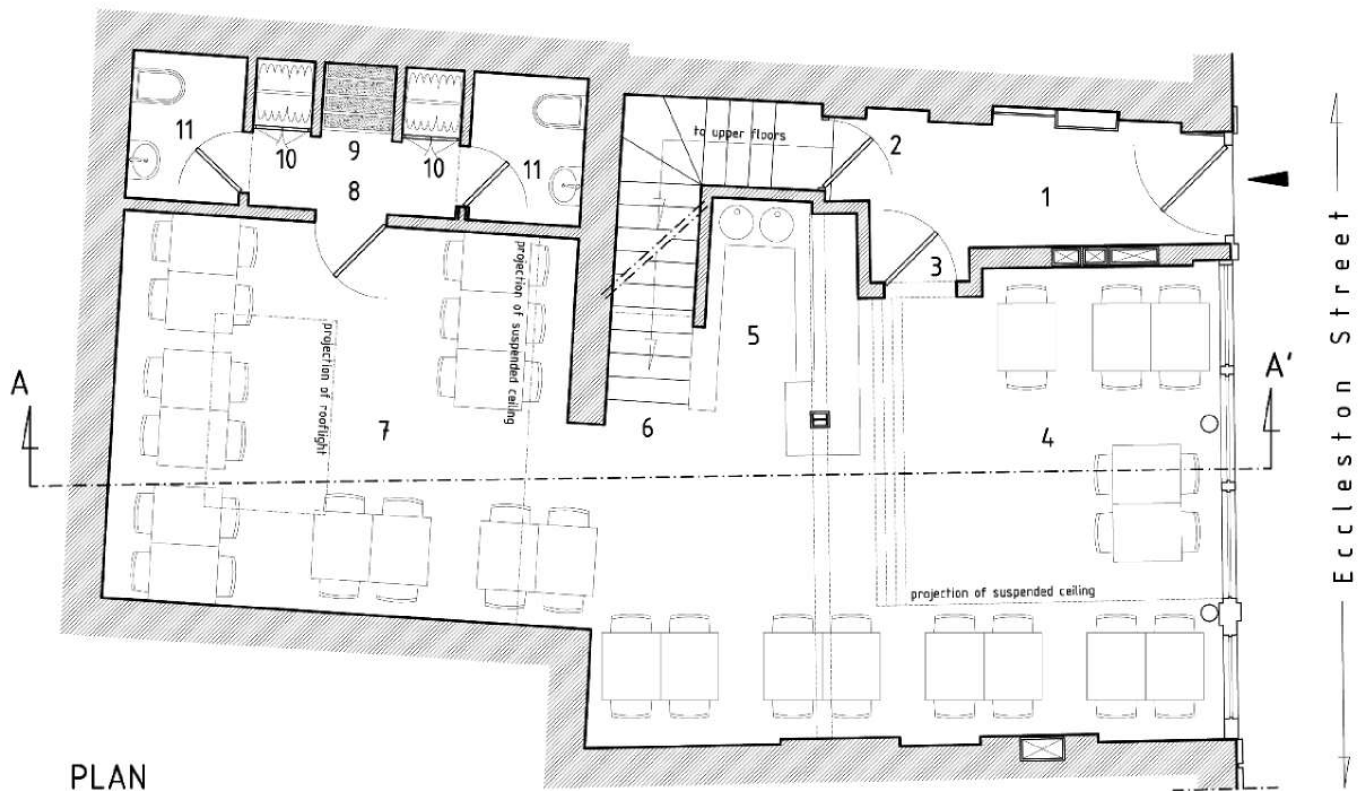 11
10
9
10
11
8
to upper floors
2
1
3
Eccleston Street
projection of suspended ceiling
projection of rooflight
5
A
A'
7
6
4
projection of suspended ceiling
PLAN